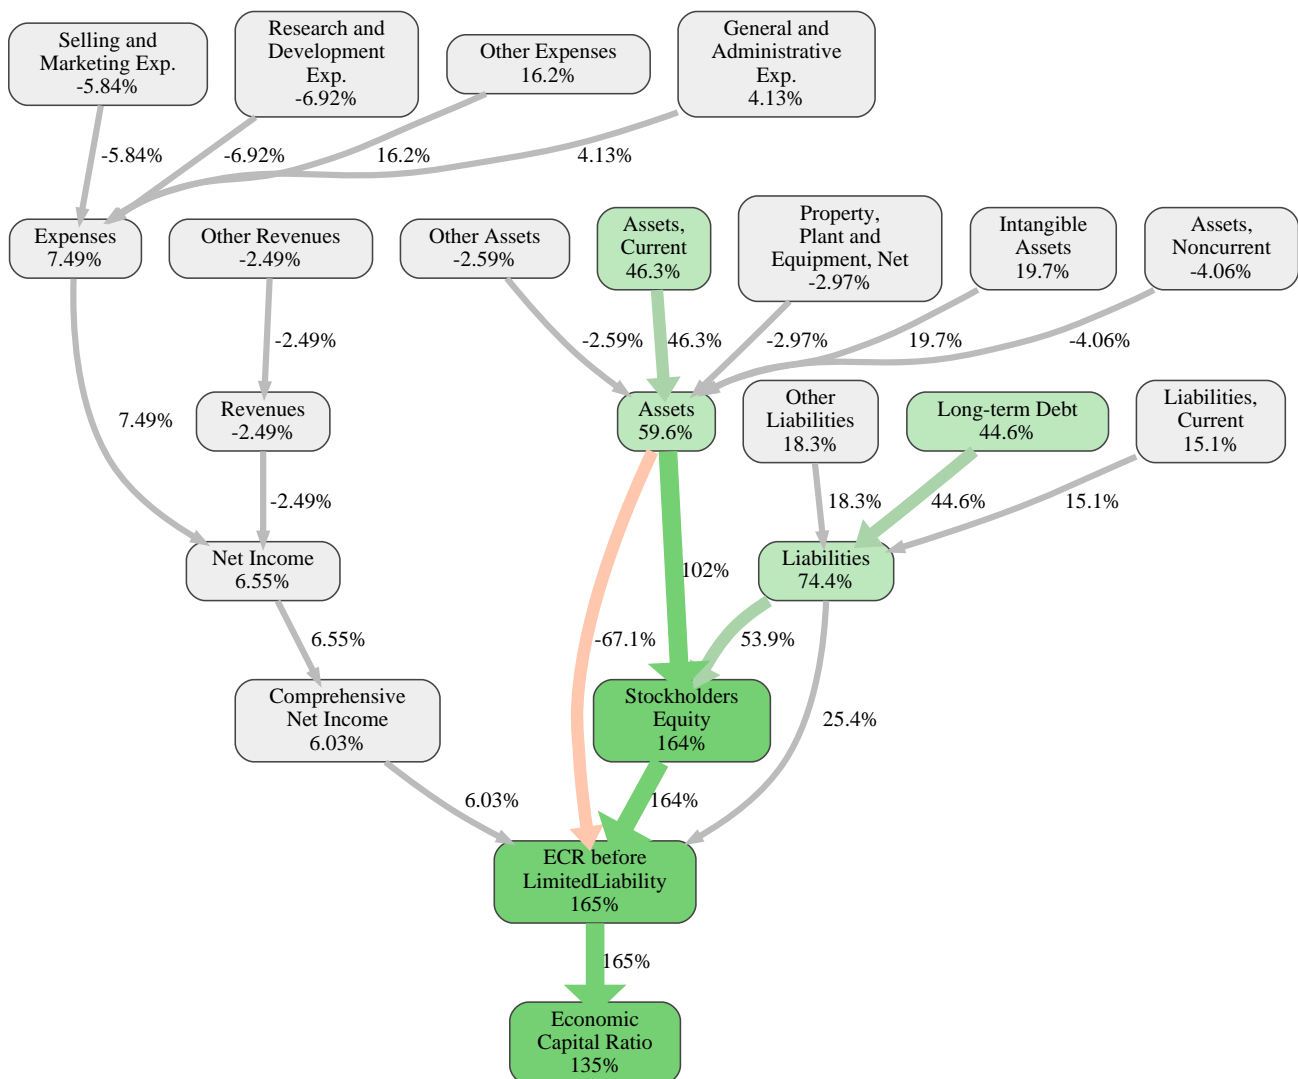 Selling and
Marketing Exp.
-5.84%
Research and
Development
Exp.
-6.92%
Other Expenses
16.2%
General and
Administrative
Exp.
4.13%
-5.84%
-6.92%
16.2%
4.13%
Expenses
7.49%
Other Revenues
-2.49%
Other Assets
-2.59%
Assets,
Current
46.3%
Property,
Plant and
Equipment, Net
-2.97%
Intangible
Assets
19.7%
Assets,
Noncurrent
-4.06%
-2.49%
-2.59%
46.3%
-2.97%
19.7%
-4.06%
7.49%
Revenues
-2.49%
Assets
59.6%
Other
Liabilities
18.3%
Long-term Debt
44.6%
Liabilities,
Current
15.1%
-2.49%
18.3%
44.6%
15.1%
Net Income
6.55%
102%
Liabilities
74.4%
6.55%
-67.1%
53.9%
Comprehensive
Net Income
6.03%
Stockholders
Equity
164%
25.4%
6.03%
164%
ECR before
LimitedLiability
165%
165%
Economic
Capital Ratio
135%